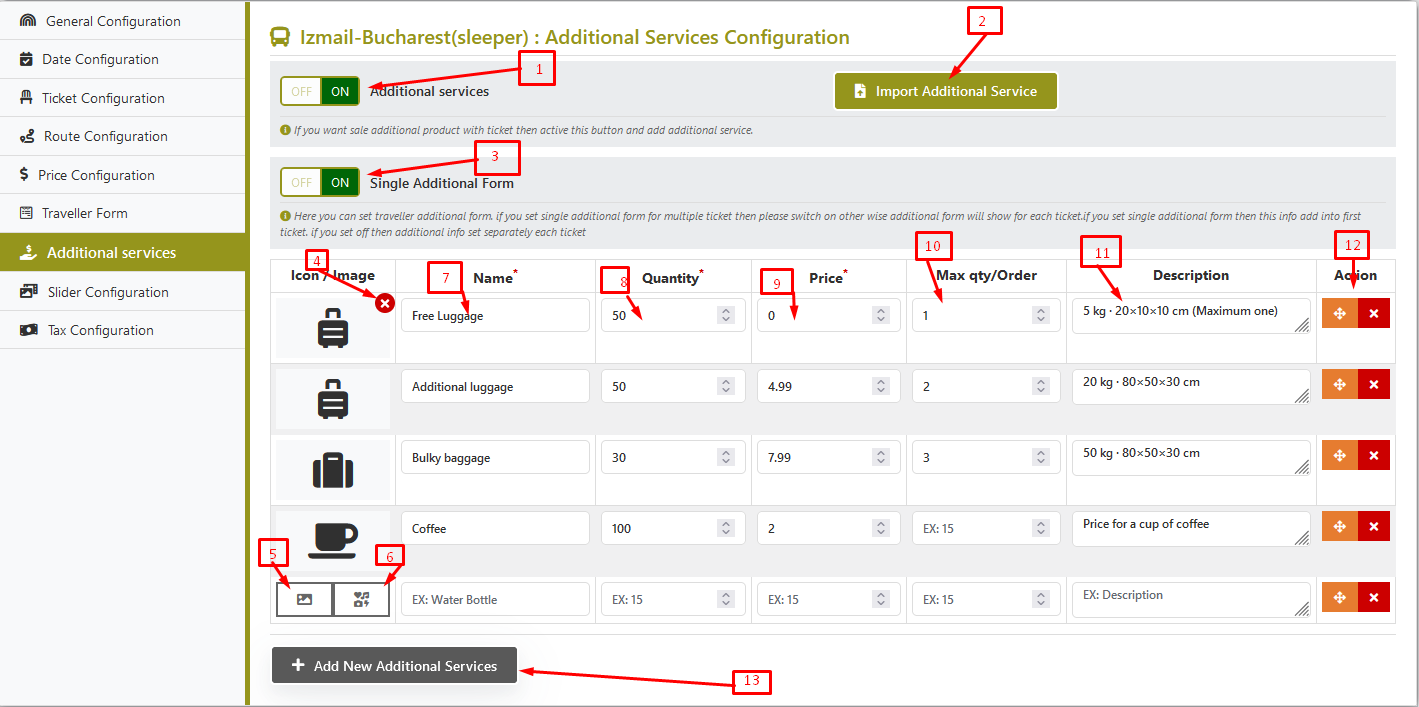 General Configuration
Date Configuration
Ticket Configuration
Route Configuration
Price Configuration
Traveller Form
Additional services
Slider Configuration
Tax Configuration
Izmail-Bucharest(sleeper) : Additional Services Configuration
2
1
OFF ON Additional services
Import Additional Service
If you want sale additional product with ticket then active this button and add additional service.
3
OFF ON Single Additional Form
Here you can set traveller additional form. if you set single additional form for multiple ticket then please switch on other wise additional form will show for each ticket.if you set single additional form then this info add into first
ticket. if you set off then additional info set separately each ticket
4 7 8 9 10 11 12
Icon / Image Name* Quantity* Price* Max qty/Order Description Action
Free Luggage 50 0 1 5 kg · 20×10×10 cm (Maximum one)
Additional luggage 50 4.99 2 20 kg · 80×50×30 cm
Bulky baggage 30 7.99 3 50 kg · 80×50×30 cm
Coffee 100 2 EX: 15 Price for a cup of coffee
5 6
EX: Water Bottle EX: 15 EX: 15 EX: 15 EX: Description
Add New Additional Services
13